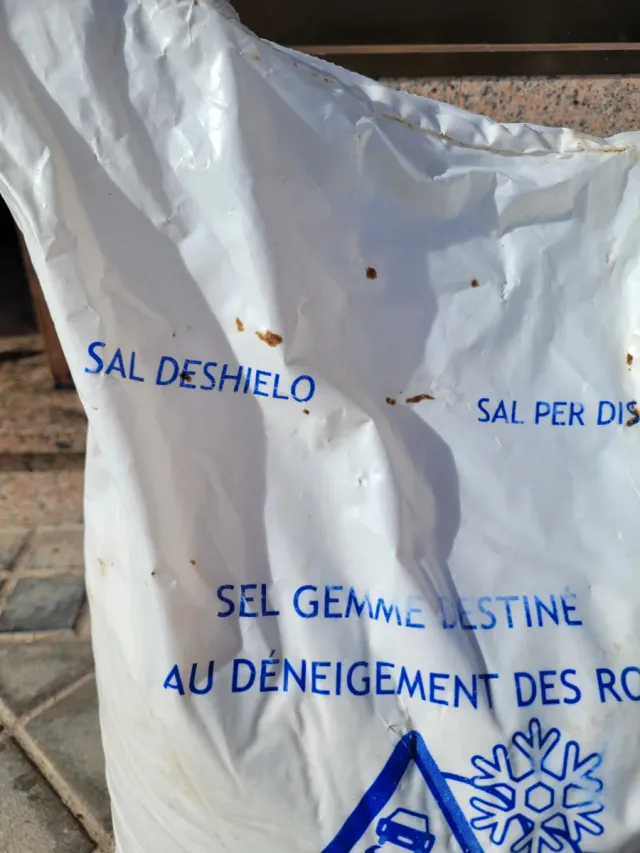 SAL DESHIELO
SAL PER DIS
SEL GEMME DESTINÉ
AU DÉNEIGEMENT DES RO